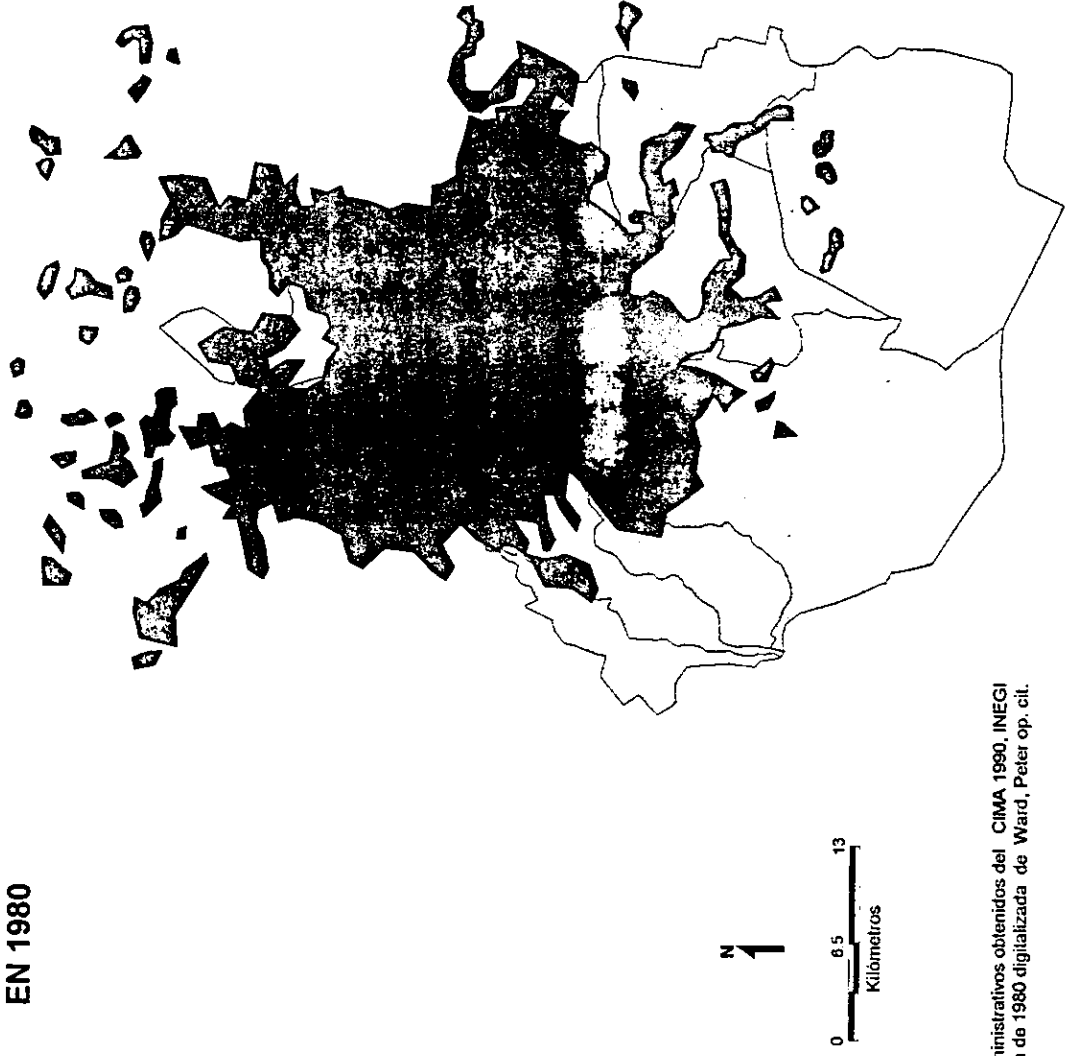 EN 1980
N
0 6.5 13
Kilómetros
ministrativos obtenidos del CIMA 1990, INEGI
de 1980 digitalizada de Ward, Peter op. cit.